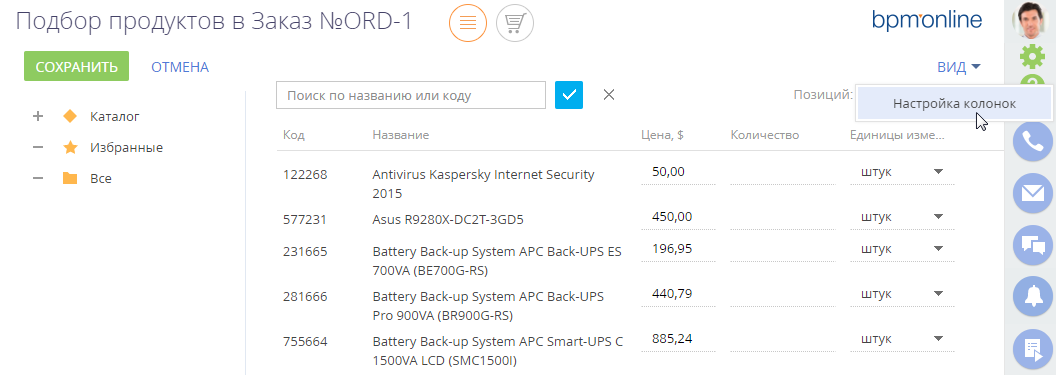 Подбор продуктов в Заказ №ORD-1
bpmonline
СОХРАНИТЬ ОТМЕНА ВИД
Поиск по названию или коду
Позиций:
Настройка колонок
Каталог
Избранные
Все
Код Название Цена, $ Количество Единицы изме...
122268 Antivirus Kaspersky Internet Security 50,00 штук
2015
577231 Asus R9280X-DC2T-3GD5 450,00 штук
231665 Battery Back-up System APC Back-UPS ES 196,95 штук
700VA (BE700G-RS)
281666 Battery Back-up System APC Back-UPS 440,79 штук
Pro 900VA (BR900G-RS)
755664 Battery Back-up System APC Smart-UPS C 885,24 штук
1500VA LCD (SMC1500I)